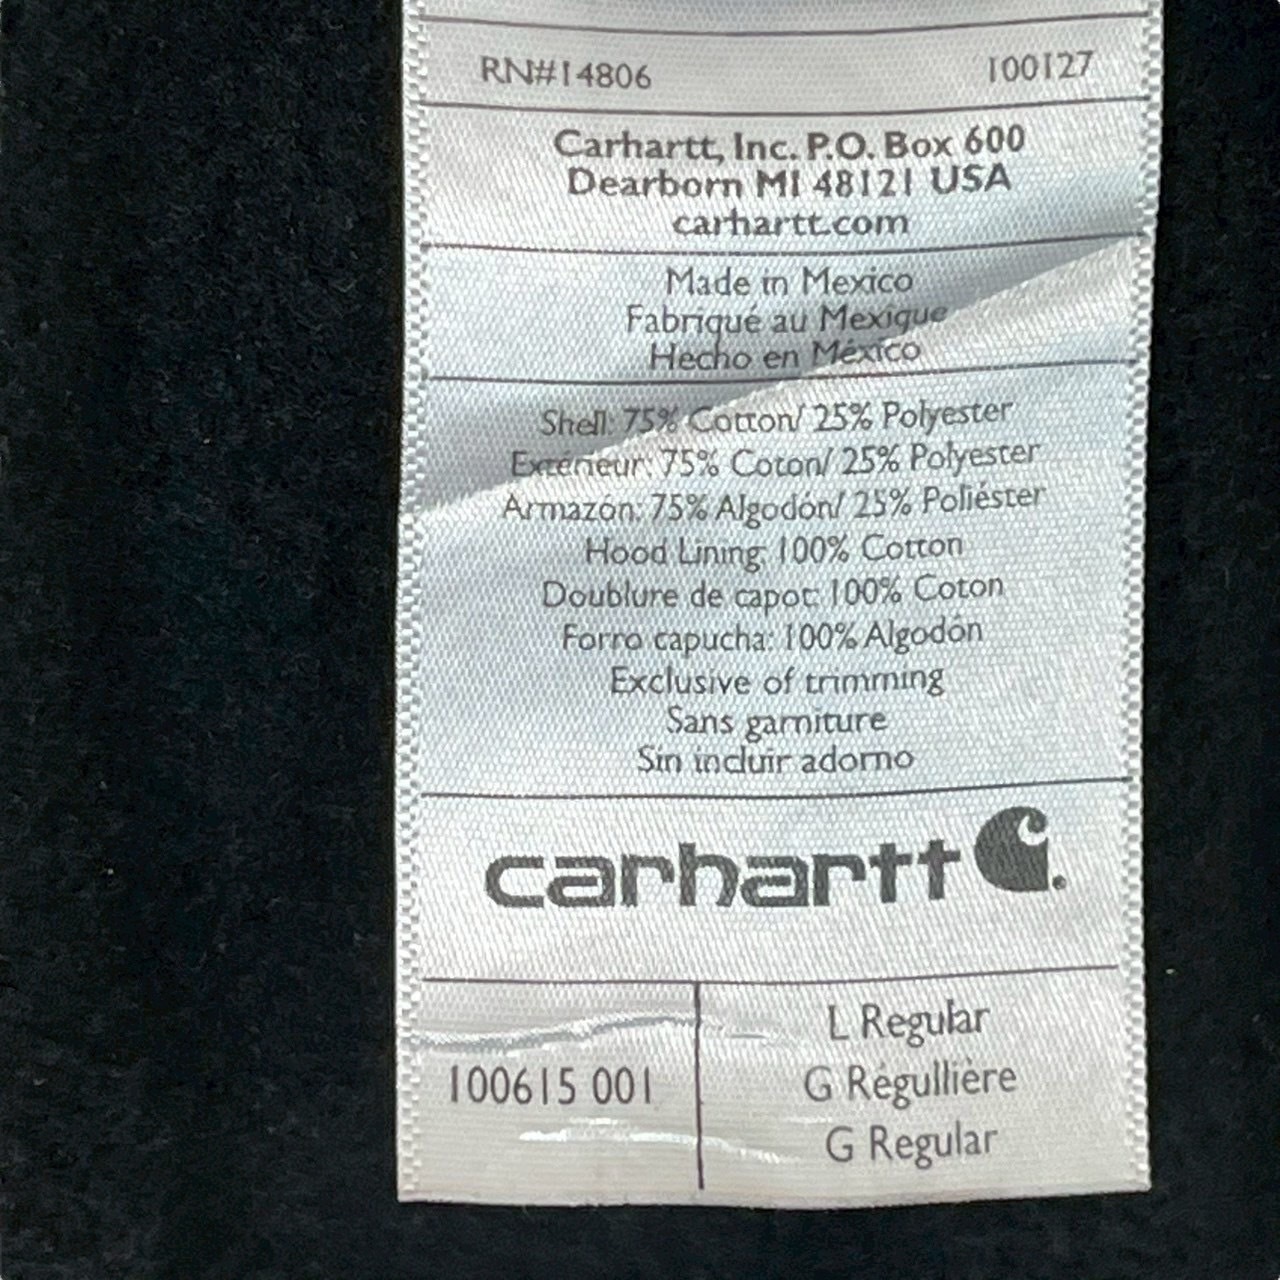 RN#14806 100127
Carhartt, Inc. P.O. Box 600
Dearborn MI 48121 USA
carhartt.com
Made in Mexico
Fabriqué au Mexique
Hecho en México
Shell: 75% Cotton/ 25% Polyester
Extérieur: 75% Coton/ 25% Polyester
Armazón: 75% Algodón/ 25% Poliéster
Hood Lining: 100% Cotton
Doublure de capot: 100% Coton
Forro capucha: 100% Algodón
Exclusive of trimming
Sans garniture
Sin incluir adorno
carhartt
100615 001
L Regular
G Régullière
G Regular